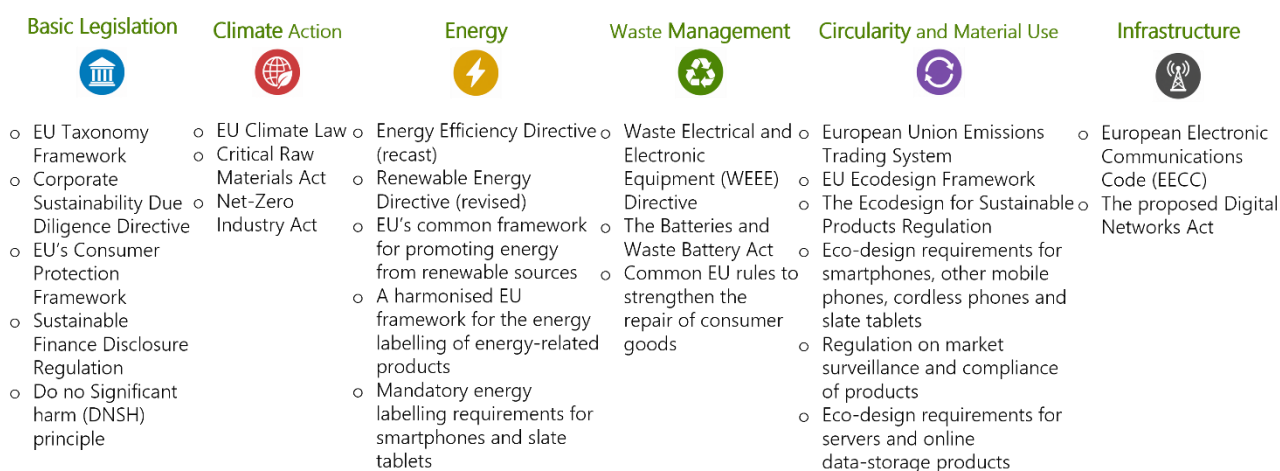 Basic Legislation
o EU Taxonomy
Framework
o Corporate
Sustainability Due
Diligence Directive
o EU's Consumer
Protection
Framework
o Sustainable
Finance Disclosure
Regulation
o Do no Significant
harm (DNSH)
principle
Climate Action
o EU Climate Law
o Critical Raw
Materials Act
o Net-Zero
Industry Act
Energy
o Energy Efficiency Directive
(recast)
o Renewable Energy
Directive (revised)
o EU's common framework
for promoting energy
from renewable sources
o A harmonised EU
framework for the energy
labelling of energy-related
products
o Mandatory energy
labelling requirements for
smartphones and slate
tablets
Waste Management
o Waste Electrical and
Electronic
Equipment (WEEE)
Directive
o The Batteries and
Waste Battery Act
o Common EU rules to
strengthen the
repair of consumer
goods
Circularity and Material Use
o European Union Emissions
Trading System
o EU Ecodesign Framework
o The Ecodesign for Sustainable
Products Regulation
o Eco-design requirements for
smartphones, other mobile
phones, cordless phones and
slate tablets
o Regulation on market
surveillance and compliance
of products
o Eco-design requirements for
servers and online
data-storage products
Infrastructure
o European Electronic
Communications
Code (EECC)
o The proposed Digital
Networks Act